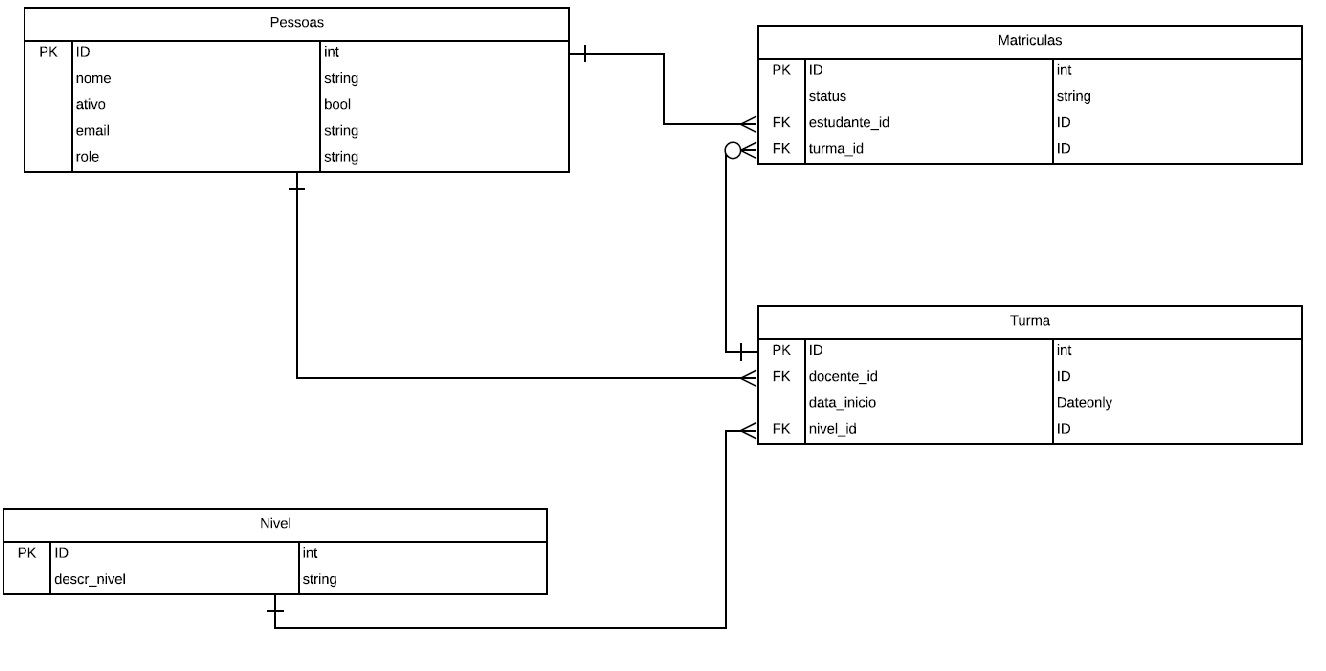 Pessoas
PK ID int
nome string
ativo bool
email string
role string
Matriculas
PK ID int
status string
FK estudante_id ID
FK turma_id ID
Turma
PK ID int
FK docente_id ID
data_inicio Dateonly
FK nivel_id ID
Nivel
PK ID int
descr_nivel string